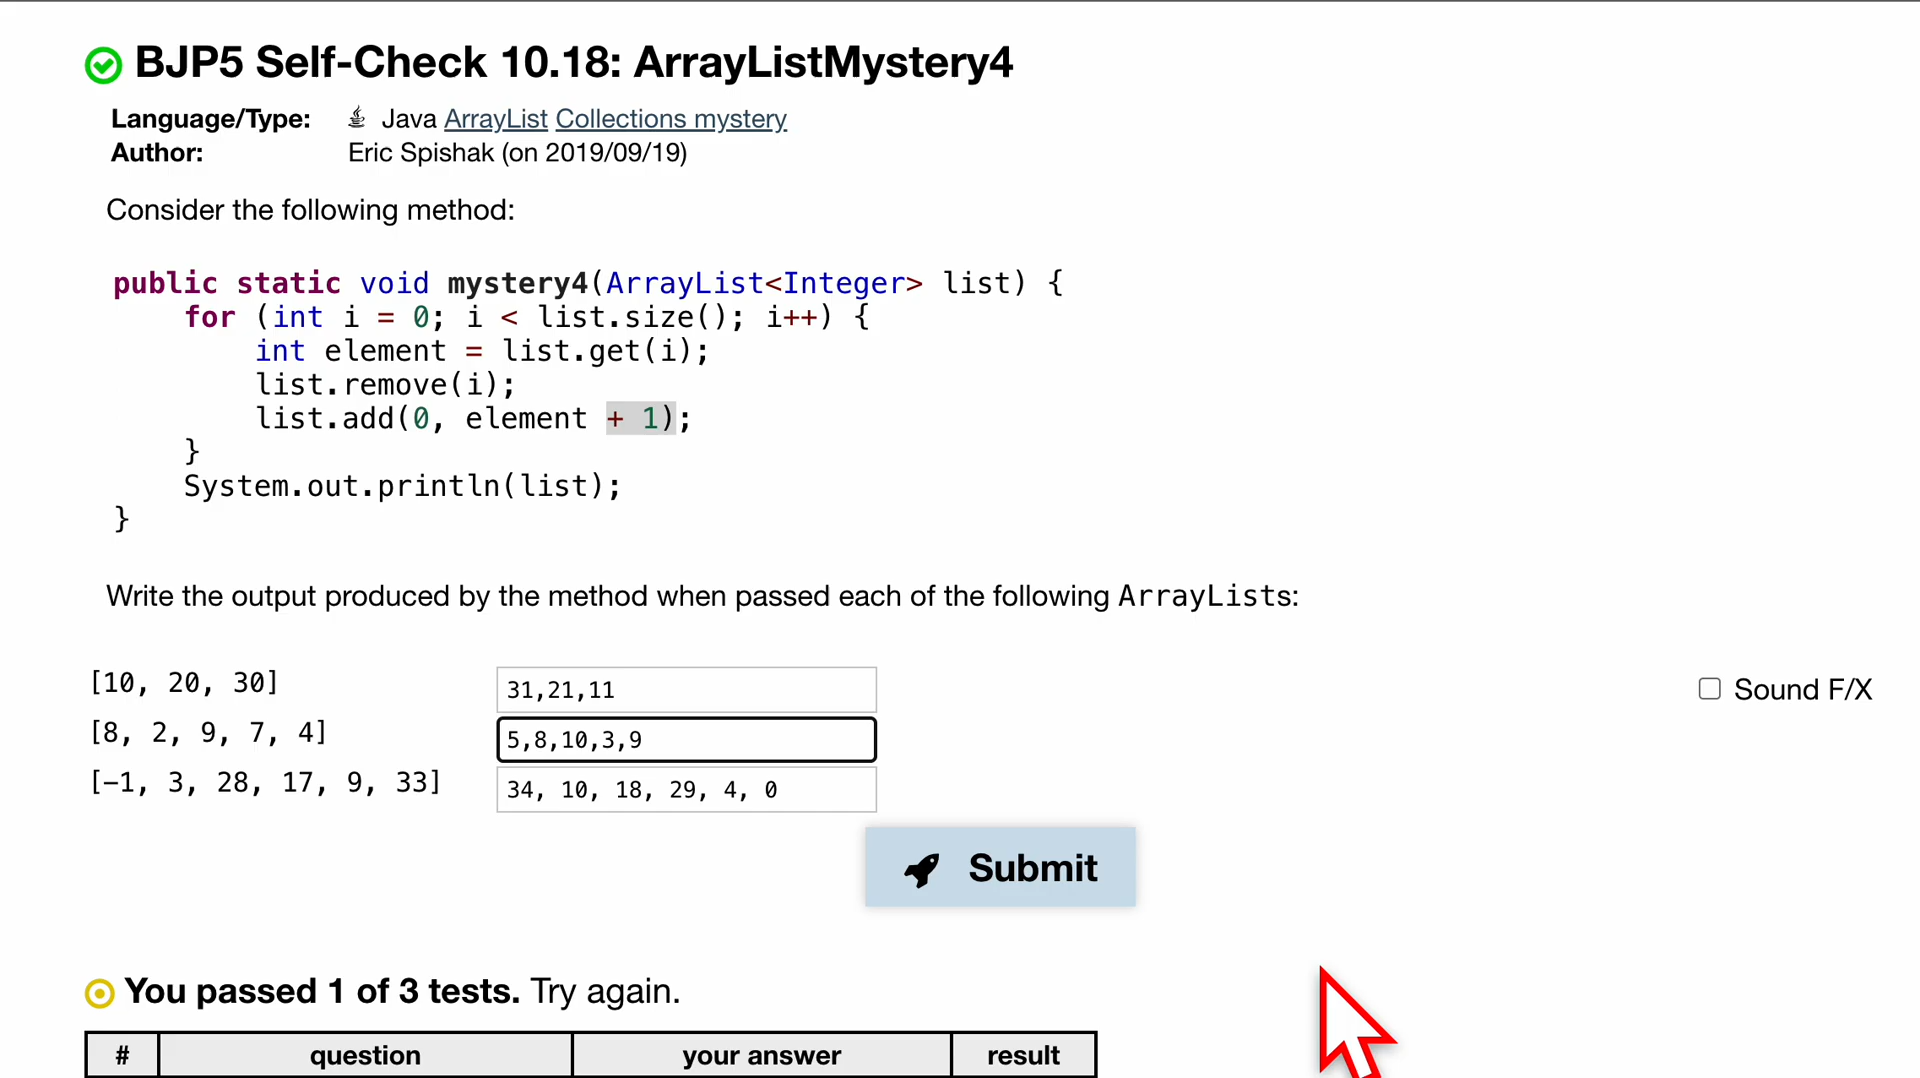 BJP5 Self-Check 10.18: ArrayListMystery4
Language/Type: Java ArrayList Collections mystery
Author: Eric Spishak (on 2019/09/19)
Consider the following method:
public static void mystery4(ArrayList<Integer> list) {
    for (int i = 0; i < list.size(); i++) {
        int element = list.get(i);
        list.remove(i);
        list.add(0, element + 1);
    }
    System.out.println(list);
}
Write the output produced by the method when passed each of the following ArrayLists:
[10, 20, 30] 31,21,11
Sound F/X
[8, 2, 9, 7, 4] 5,8,10,3,9
[-1, 3, 28, 17, 9, 33] 34, 10, 18, 29, 4, 0
Submit
You passed 1 of 3 tests. Try again.
# question your answer result